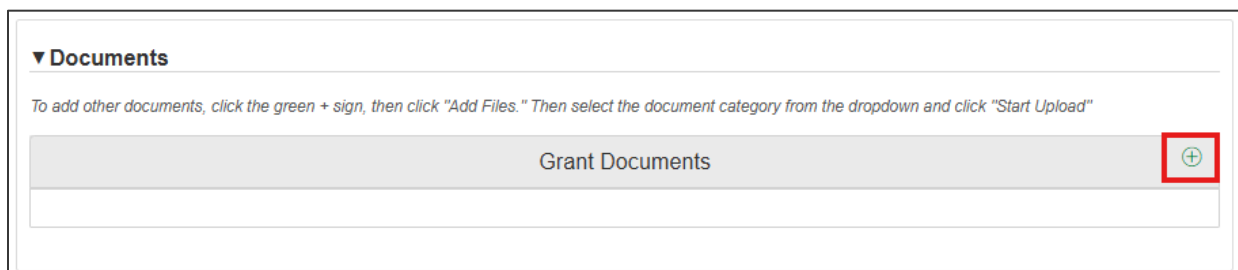 ▼Documents
To add other documents, click the green + sign, then click "Add Files." Then select the document category from the dropdown and click "Start Upload"
Grant Documents